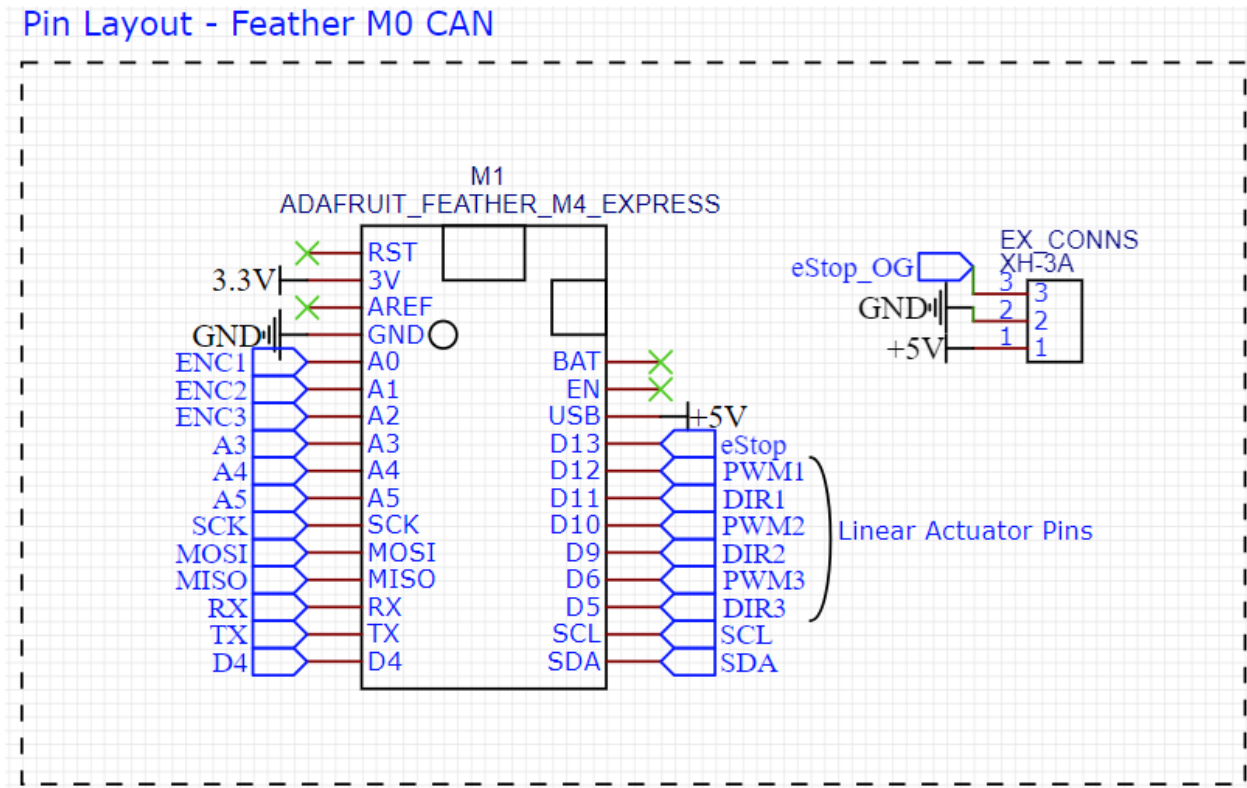 Pin Layout - Feather M0 CAN
M1
ADAFRUIT_FEATHER_M4_EXPRESS
RST
3.3V 3V
AREF
GND GND
ENC1 A0
ENC2 A1
ENC3 A2
A3 A3
A4 A4
A5 A5
SCK SCK
MOSI MOSI
MISO MISO
RX RX
TX TX
D4 D4
BAT
EN
USB +5V
D13 eStop
D12 PWM1
D11 DIR1
D10 PWM2
D9 DIR2
D6 PWM3
D5 DIR3
SCL SCL
SDA SDA
Linear Actuator Pins
EX_CONNS
XH-3A
eStop_OG 3 3
GND 2 2
+5V 1 1